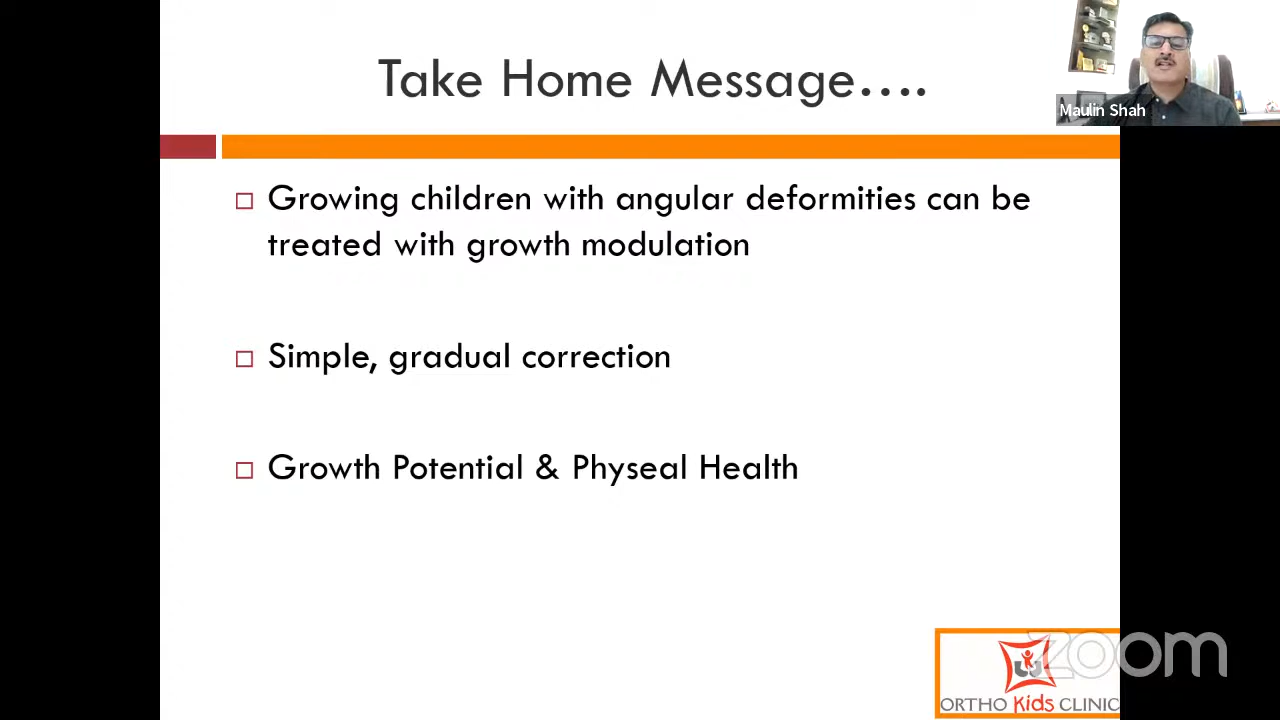 Take Home Message....
Maulin Shah
Growing children with angular deformities can be
treated with growth modulation
Simple, gradual correction
Growth Potential & Physeal Health
zoom
ORTHO Kids CLINIC